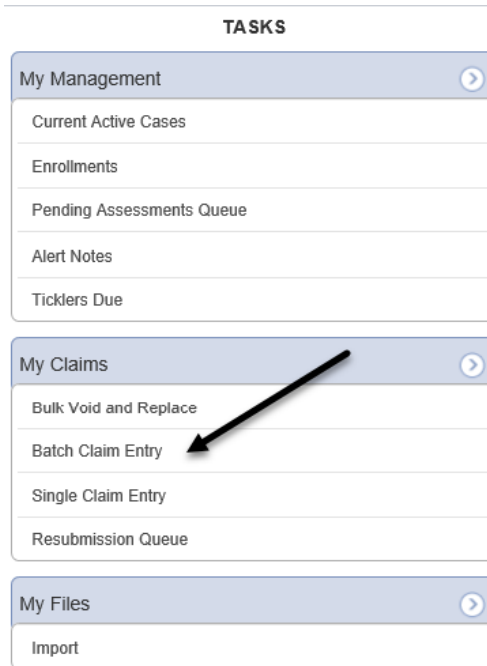 TASKS
My Management
Current Active Cases
Enrollments
Pending Assessments Queue
Alert Notes
Ticklers Due
My Claims
Bulk Void and Replace
Batch Claim Entry
Single Claim Entry
Resubmission Queue
My Files
Import